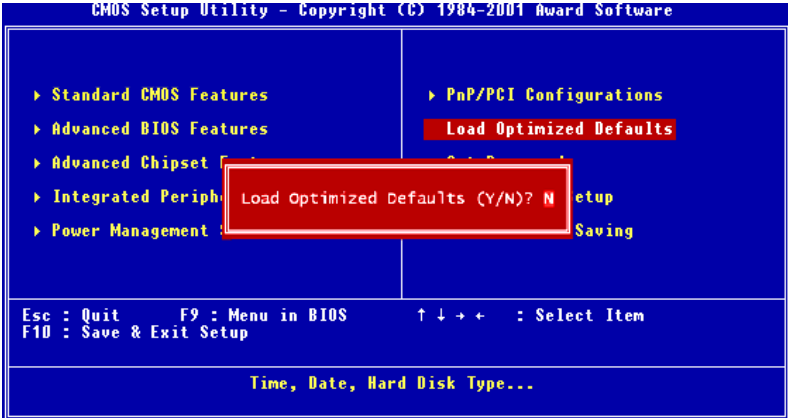 CMOS Setup Utility - Copyright (C) 1984-2001 Award Software
▸ Standard CMOS Features
▸ Advanced BIOS Features
▸ Advanced Chipset
▸ Integrated
▸ Power Management
▸ PnP/PCI Configurations
Load Optimized Defaults
Saving
Load Optimized Defaults (Y/N)? N
Esc : Quit F9 : Menu in BIOS ↑ ↓ → ← : Select Item
F10 : Save & Exit Setup
Time, Date, Hard Disk Type...